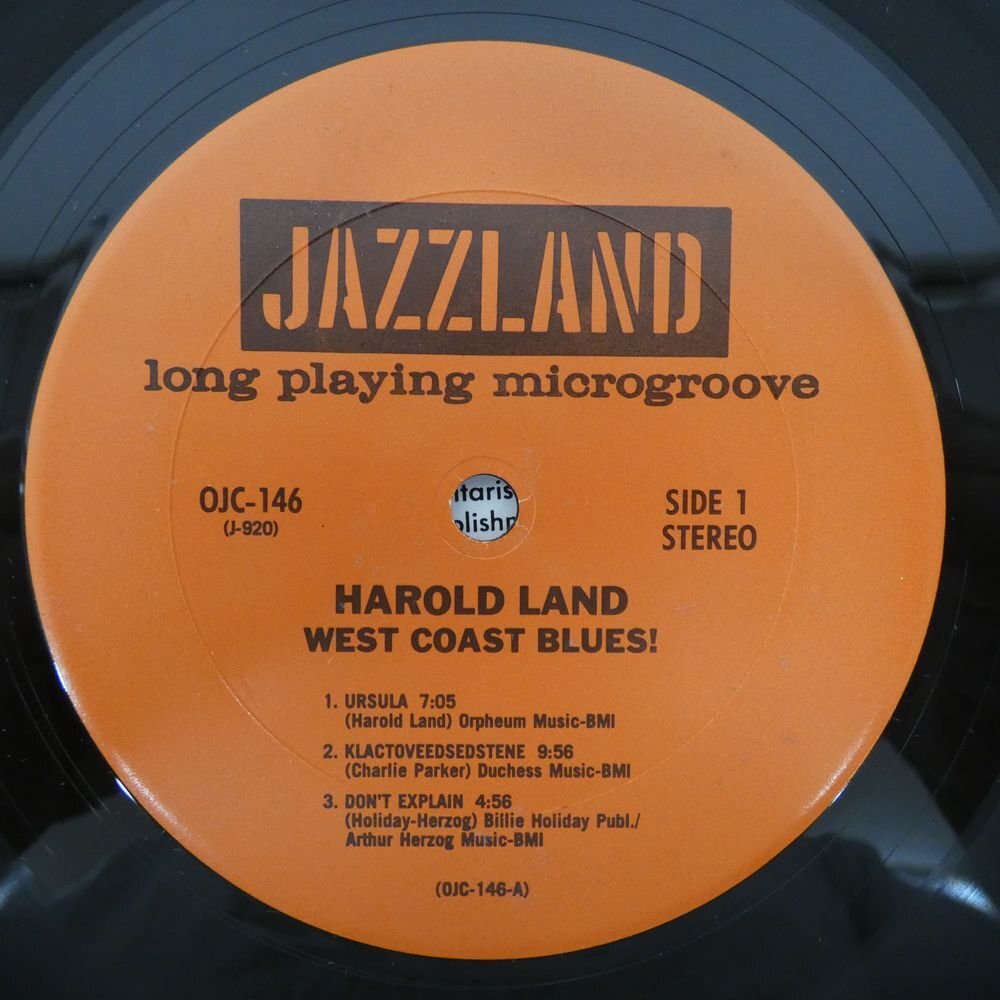 JAZZLAND
long playing microgroove
OJC-146
(J-920)
SIDE 1
STEREO
HAROLD LAND
WEST COAST BLUES!
1. URSULA 7:05
(Harold Land) Orpheum Music-BMI
2. KLACTOVEEDSEDSTENE 9:56
(Charlie Parker) Duchess Music-BMI
3. DON'T EXPLAIN 4:56
(Holiday-Herzog) Billie Holiday Publ./
Arthur Herzog Music-BMI
(OJC-146-A)